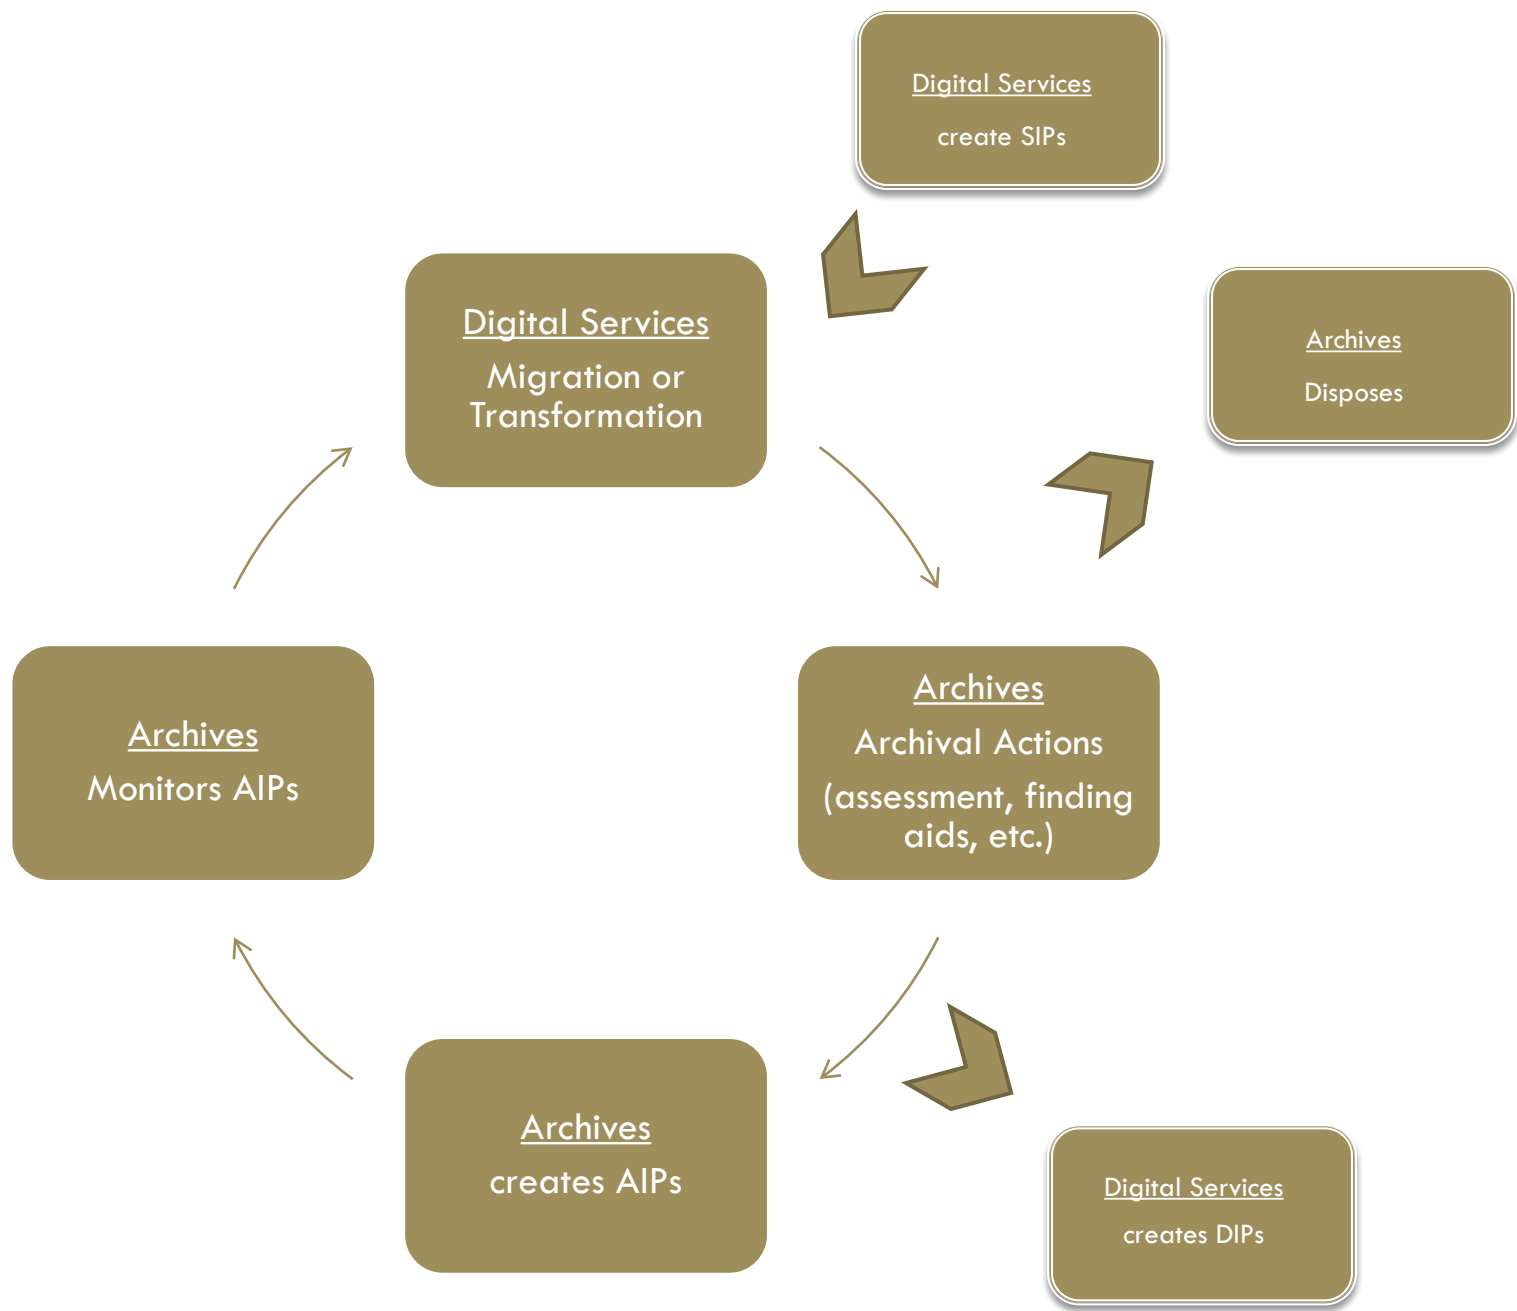 Digital Services
create SIPs
Digital Services
Migration or
Transformation
Archives
Disposes
Archives
Archival Actions
(assessment, finding
aids, etc.)
Archives
Monitors AIPs
Archives
creates AIPs
Digital Services
creates DIPs